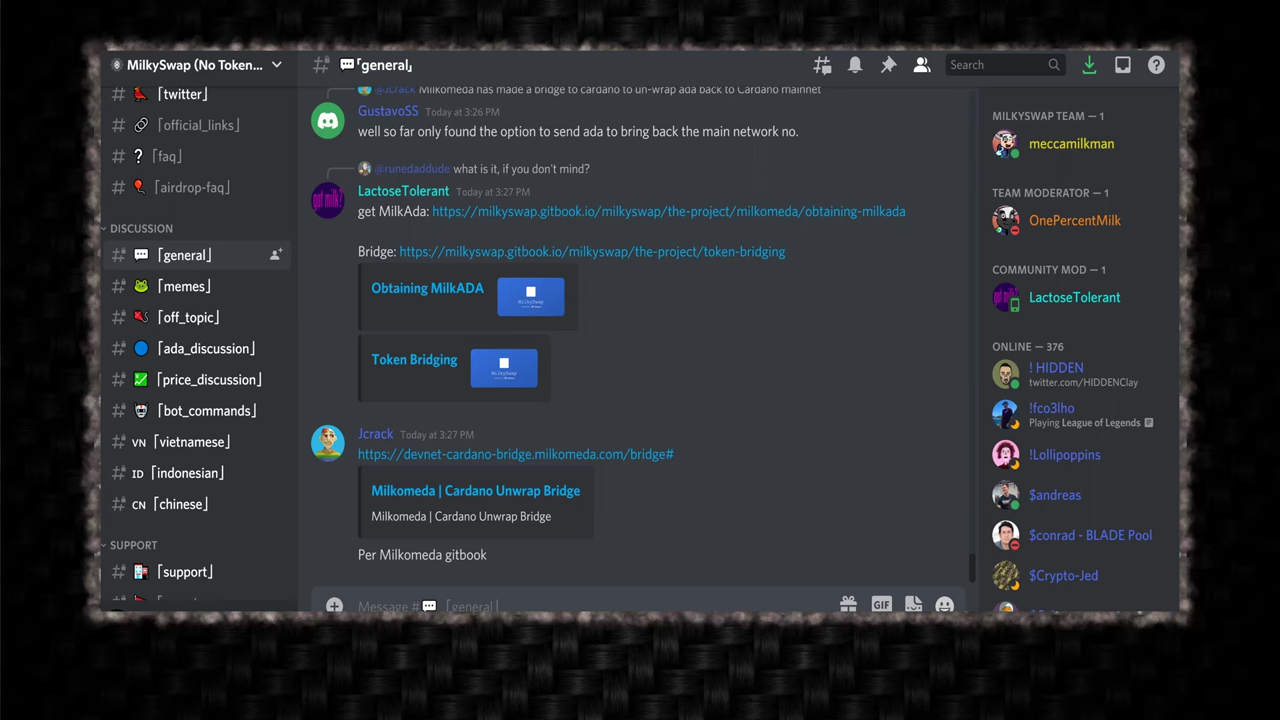 MilkySwap (No Token...
[twitter]
[official_links]
? [faq]
[airdrop-faq]
DISCUSSION
[general]
[memes]
[off_topic]
[ada_discussion]
[price_discussion]
[bot_commands]
VN [vietnamese]
ID [indonesian]
CN [chinese]
SUPPORT
[support]
「general」
Search
@Jcrack Milkomeda has made a bridge to cardano to un-wrap ada back to Cardano mainnet
GustavoSS Today at 3:26 PM
well so far only found the option to send ada to bring back the main network no.
@runedaddude what is it, if you don't mind?
got milk?
LactoseTolerant Today at 3:27 PM
get MilkAda: https://milkyswap.gitbook.io/milkyswap/the-project/milkomeda/obtaining-milkada
Bridge: https://milkyswap.gitbook.io/milkyswap/the-project/token-bridging
Obtaining MilkADA
MilkySwap
Token Bridging
MilkySwap
Jcrack Today at 3:27 PM
https://devnet-cardano-bridge.milkomeda.com/bridge#
Milkomeda | Cardano Unwrap Bridge
Milkomeda | Cardano Unwrap Bridge
Per Milkomeda gitbook
Message # [general]
GIF
MILKYSWAP TEAM — 1
meccamilkman
TEAM MODERATOR — 1
OnePercentMilk
COMMUNITY MOD — 1
LactoseTolerant
ONLINE — 376
! HIDDEN
twitter.com/HIDDENClay
!fco3lho
Playing League of Legends
!Lollipoppins
$andreas
$conrad - BLADE Pool
$Crypto-Jed